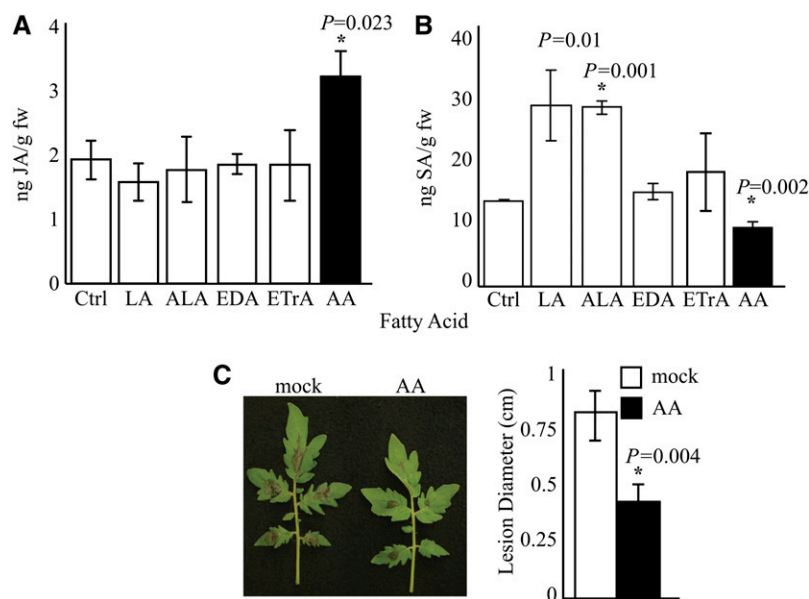 A
ng JA/g fw
4
3
2
1
0
P=0.023
*
Ctrl LA ALA EDA ETrA AA
B
ng SA/g fw
40
30
20
10
0
P=0.01
P=0.001
*
P=0.002
*
Ctrl LA ALA EDA ETrA AA
Fatty Acid
C
mock AA
Lesion Diameter (cm)
1
0.75
0.5
0.25
0
mock
AA
P=0.004
*